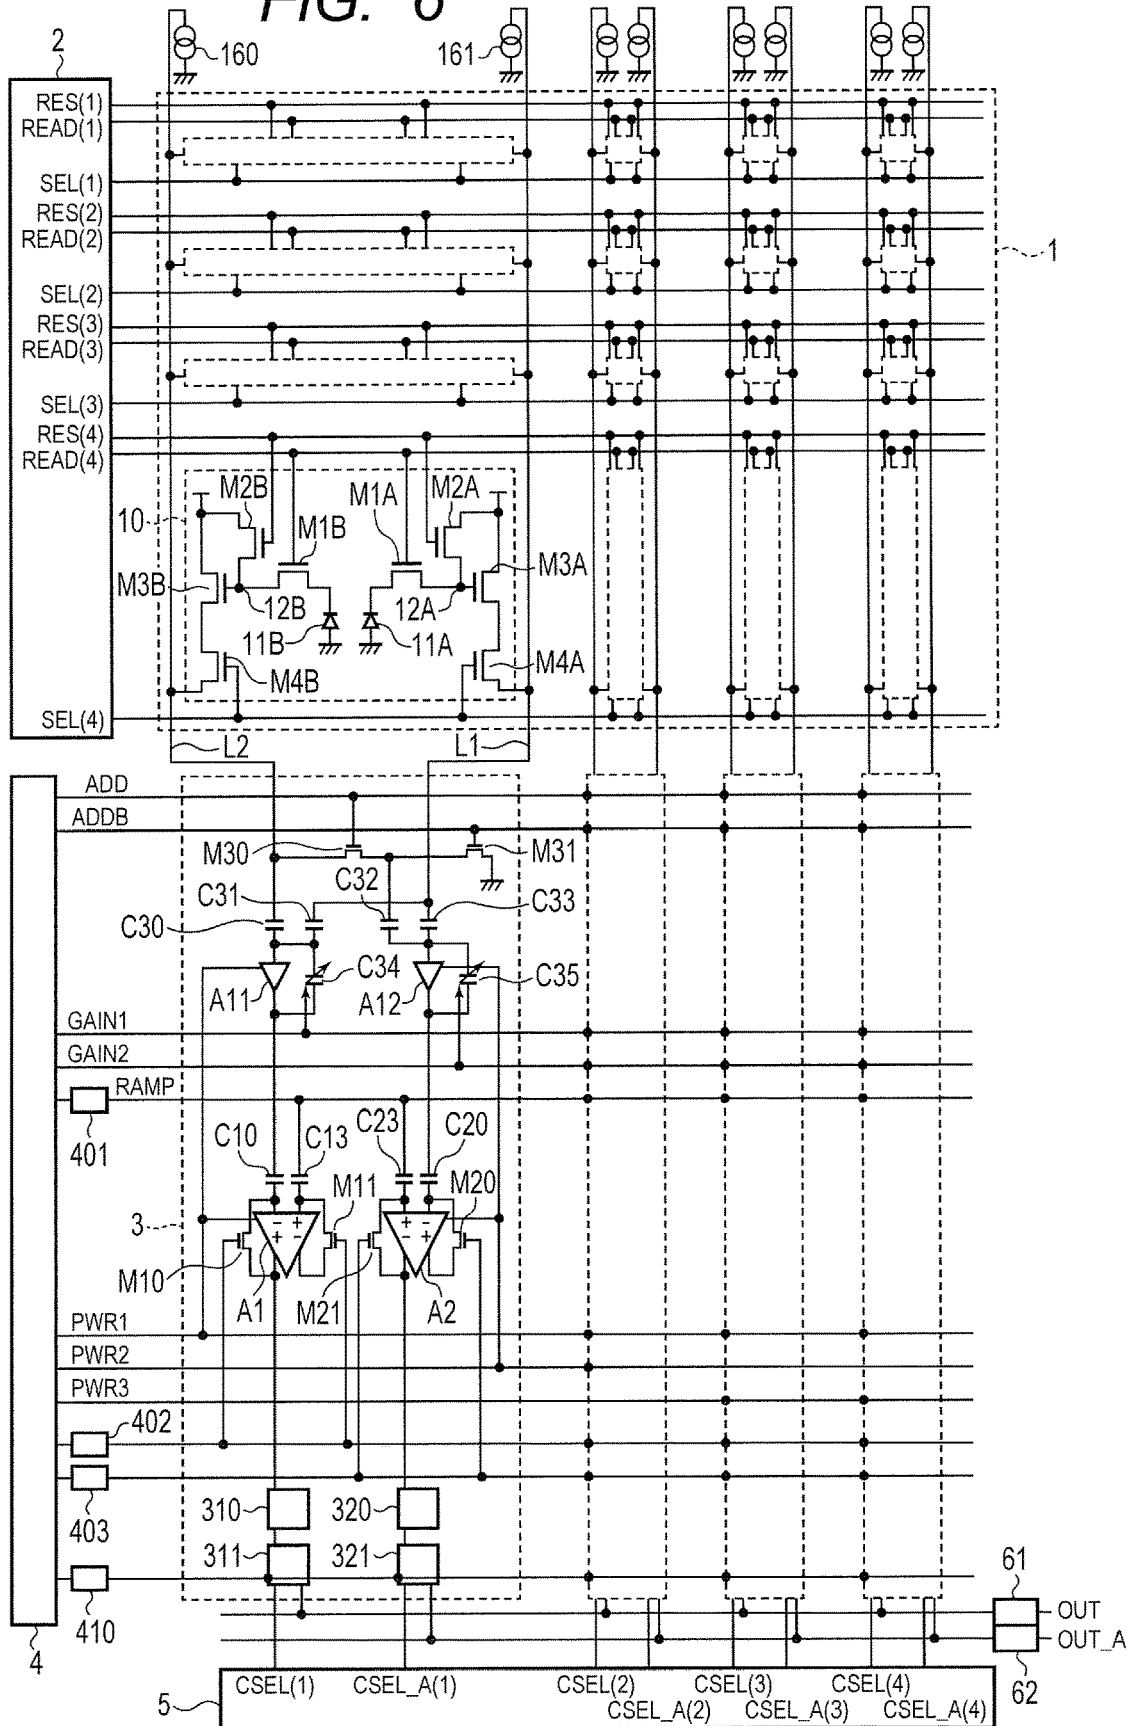 FIG. 6
2
160
161
RES(1)
READ(1)
SEL(1)
RES(2)
READ(2)
1
SEL(2)
RES(3)
READ(3)
SEL(3)
RES(4)
READ(4)
M2B
M1A
M2A
10
M1B
M3B
M3A
12B
12A
11B
11A
M4B
M4A
SEL(4)
L2
L1
ADD
ADDB
M30
M31
C31
C32
C33
C30
C34
C35
A11
A12
GAIN1
GAIN2
RAMP
401
C10
C13
C23
C20
M11
M20
3
− +
+ −
+ −
− +
M10
A1
M21
A2
PWR1
PWR2
PWR3
402
403
310
320
311
321
410
61
OUT
OUT_A
62
4
5
CSEL(1)
CSEL_A(1)
CSEL(2)
CSEL_A(2)
CSEL(3)
CSEL_A(3)
CSEL(4)
CSEL_A(4)